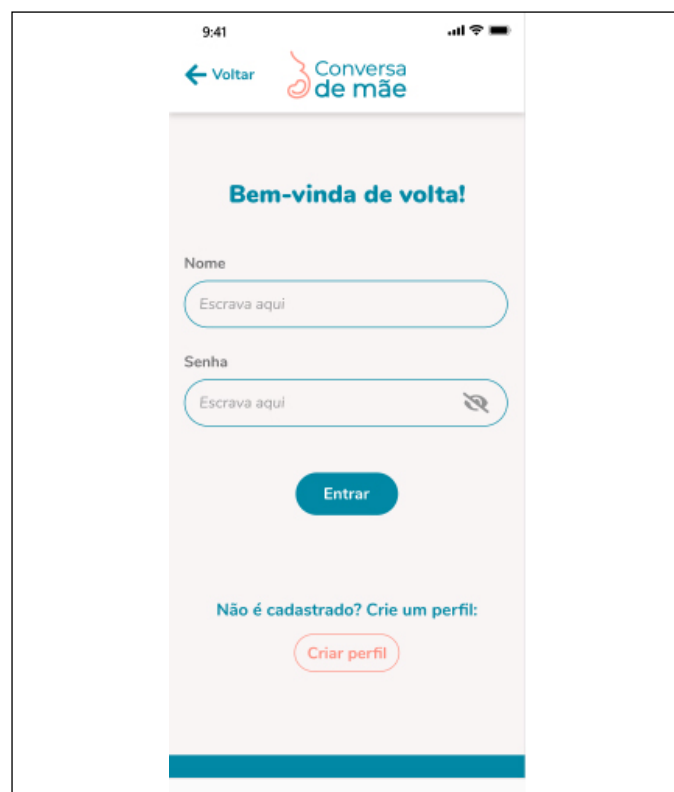 9:41
Voltar
Conversa
de mãe
Bem-vinda de volta!
Nome
Escrava aqui
Senha
Escrava aqui
Entrar
Não é cadastrado? Crie um perfil:
Criar perfil